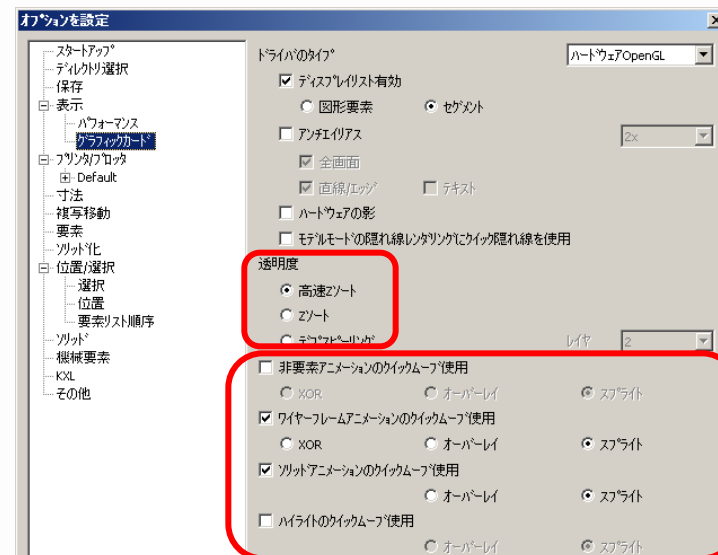 オプションを設定
スタートアップ
ディレクトリ選択
保存
表示
パフォーマンス
グラフィックカード
プリンタ/プロッタ
Default
寸法
複写移動
要素
ソリッド化
位置/選択
選択
位置
要素リスト順序
ソリッド
機械要素
KXL
その他
ドライバのタイプ ハードウェアOpenGL
ディスプレイリスト有効
図形要素 セグメント
アンチエイリアス 2x
全画面
直線/エッジ テキスト
ハードウェアの影
モデルモードの隠れ線レンダリングにクイック隠れ線を使用
透明度
高速Zソート
Zソート
デプスピーリング レイヤ 2
非要素アニメーションのクイックムーブ使用
XOR オーバーレイ スプライト
ワイヤーフレームアニメーションのクイックムーブ使用
XOR オーバーレイ スプライト
ソリッドアニメーションのクイックムーブ使用
オーバーレイ スプライト
ハイライトのクイックムーブ使用
オーバーレイ スプライト